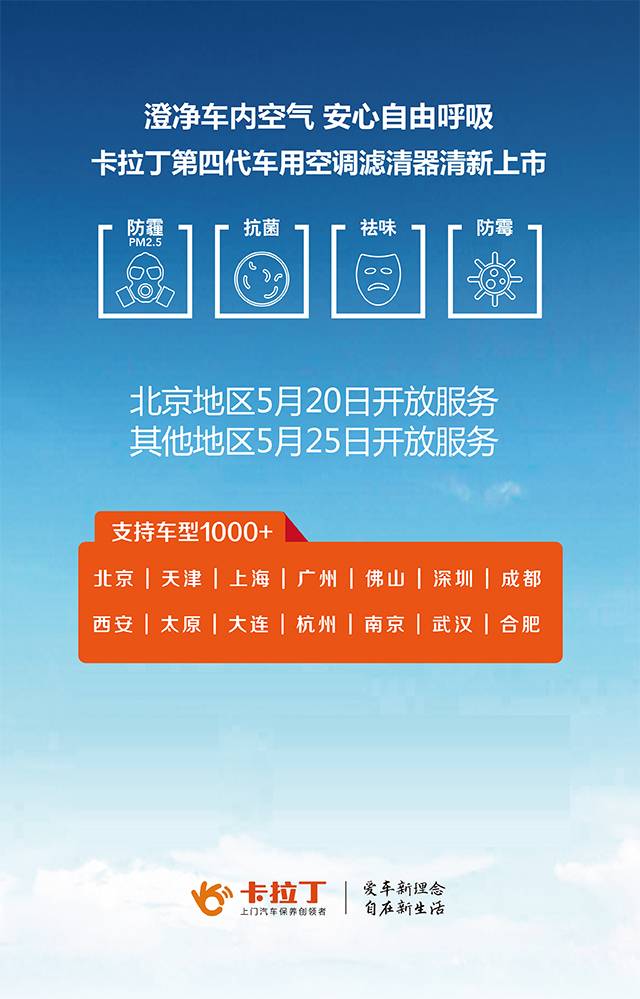 澄净车内空气 安心自由呼吸
卡拉丁第四代车用空调滤清器清新上市
防霾 抗菌 祛味 防霉
PM2.5
北京地区5月20日开放服务
其他地区5月25日开放服务
支持车型1000+
北京 | 天津 | 上海 | 广州 | 佛山 | 深圳 | 成都
西安 | 太原 | 大连 | 杭州 | 南京 | 武汉 | 合肥
卡拉丁
上门汽车保养创领者
爱车新理念
自在新生活